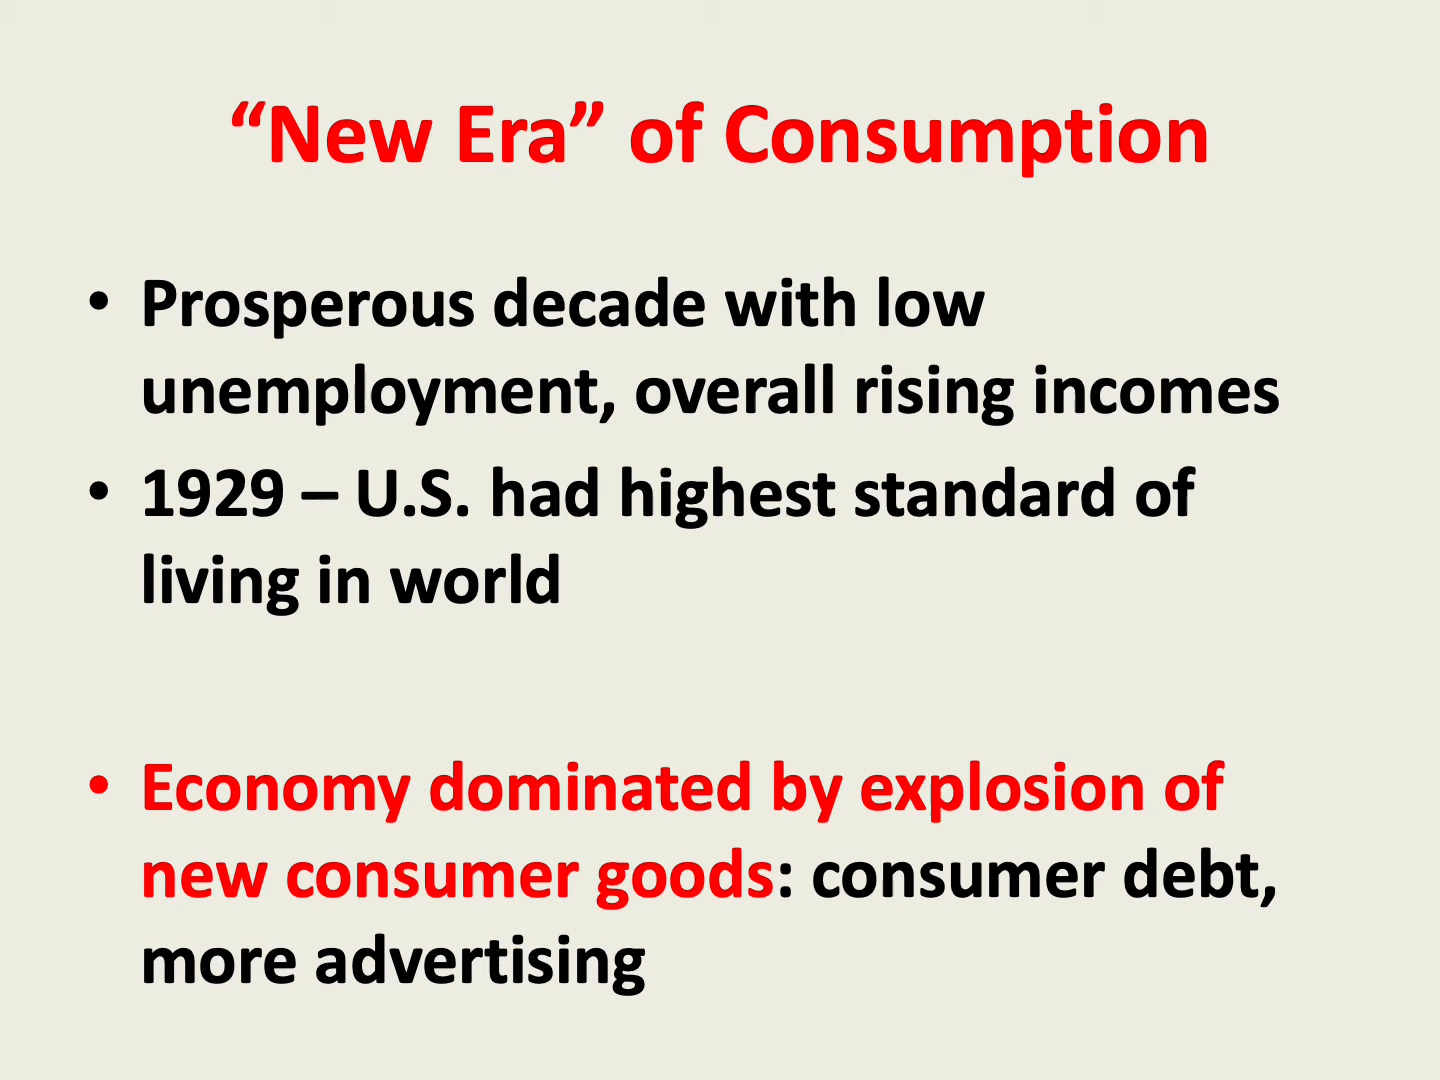 “New Era” of Consumption
• Prosperous decade with low
unemployment, overall rising incomes
• 1929 – U.S. had highest standard of
living in world
• Economy dominated by explosion of
new consumer goods: consumer debt,
more advertising